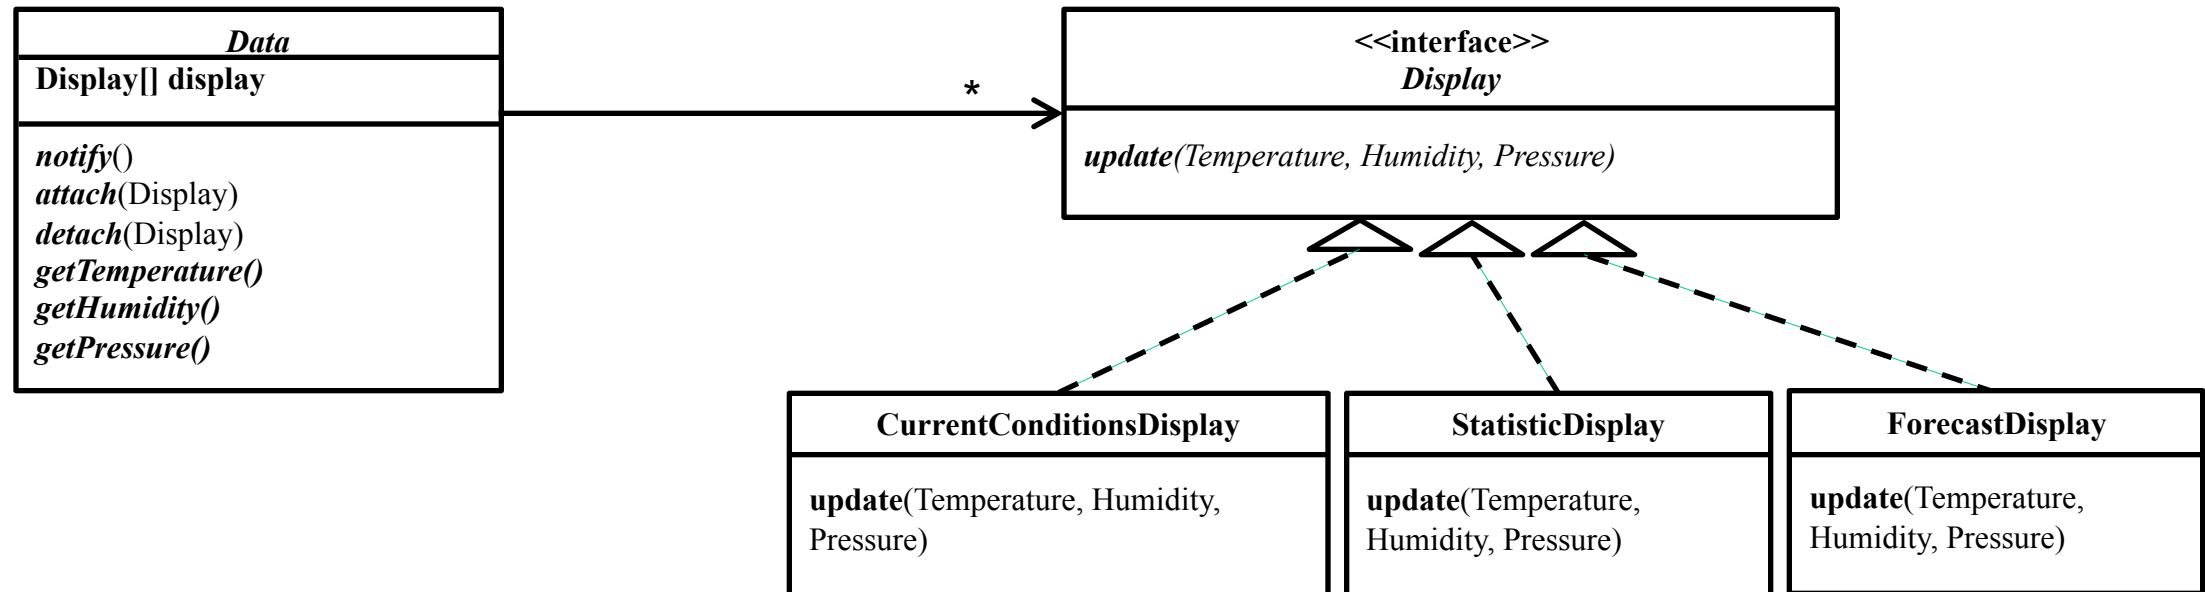 Data
Display[] display
notify()
attach(Display)
detach(Display)
getTemperature()
getHumidity()
getPressure()
*
<<interface>>
Display
update(Temperature, Humidity, Pressure)
CurrentConditionsDisplay
update(Temperature, Humidity,
Pressure)
StatisticDisplay
update(Temperature,
Humidity, Pressure)
ForecastDisplay
update(Temperature,
Humidity, Pressure)